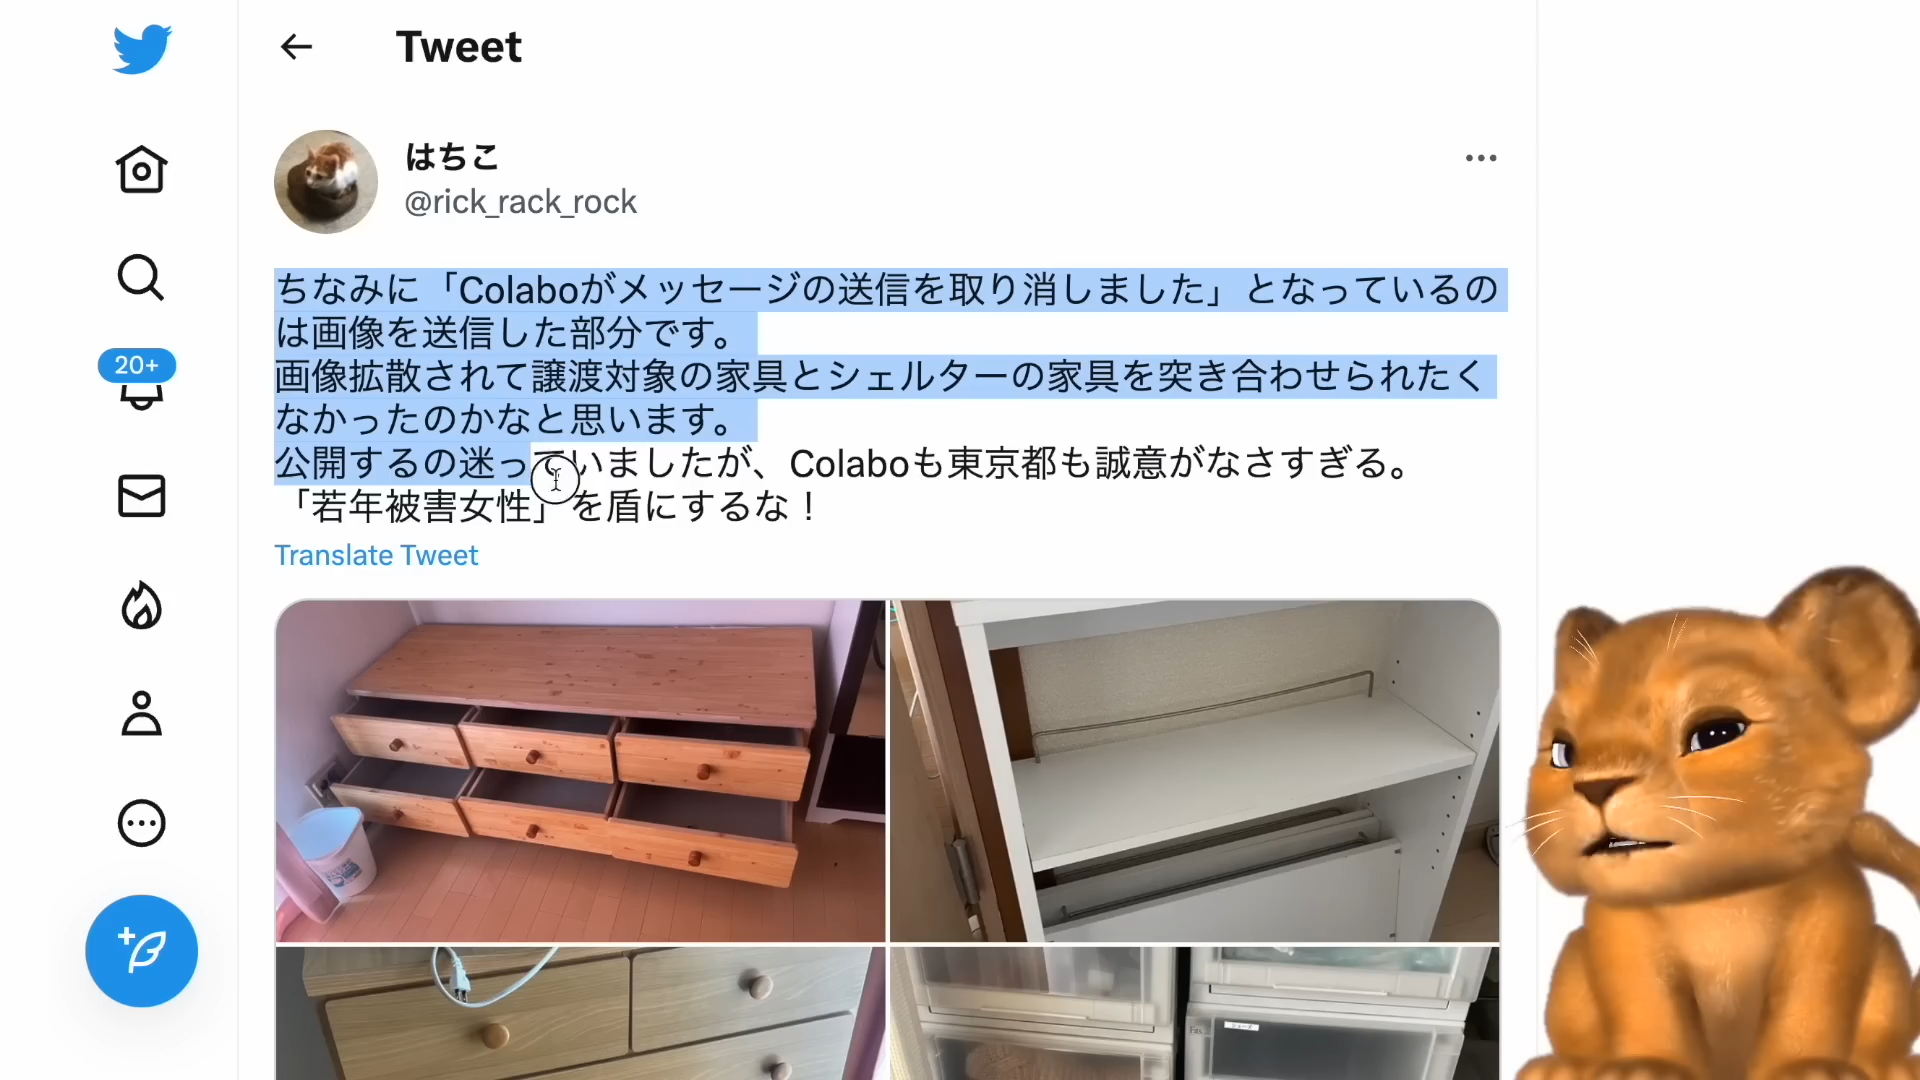 Tweet
はちこ
@rick_rack_rock
ちなみに「Colaboがメッセージの送信を取り消しました」となっているの
は画像を送信した部分です。
画像拡散されて譲渡対象の家具とシェルターの家具を突き合わせられたく
なかったのかなと思います。
公開するの迷っていましたが、Colaboも東京都も誠意がなさすぎる。
「若年被害女性」を盾にするな！
Translate Tweet
20+
Fits